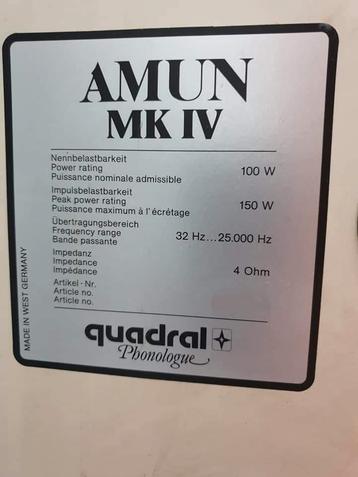 AMUN
MK IV
Nennbelastbarkeit
Power rating 100 W
Puissance nominale admissible
Impulsbelastbarkeit
Peak power rating 150 W
Puissance maximum à l'écrétage
Übertragungsbereich
Frequency range 32 Hz...25.000 Hz
Bande passante
Impedanz
Impedance 4 Ohm
Impédance
Artikel-Nr.
Article no.
Article no.
quadral
Phonologue
MADE IN WEST GERMANY